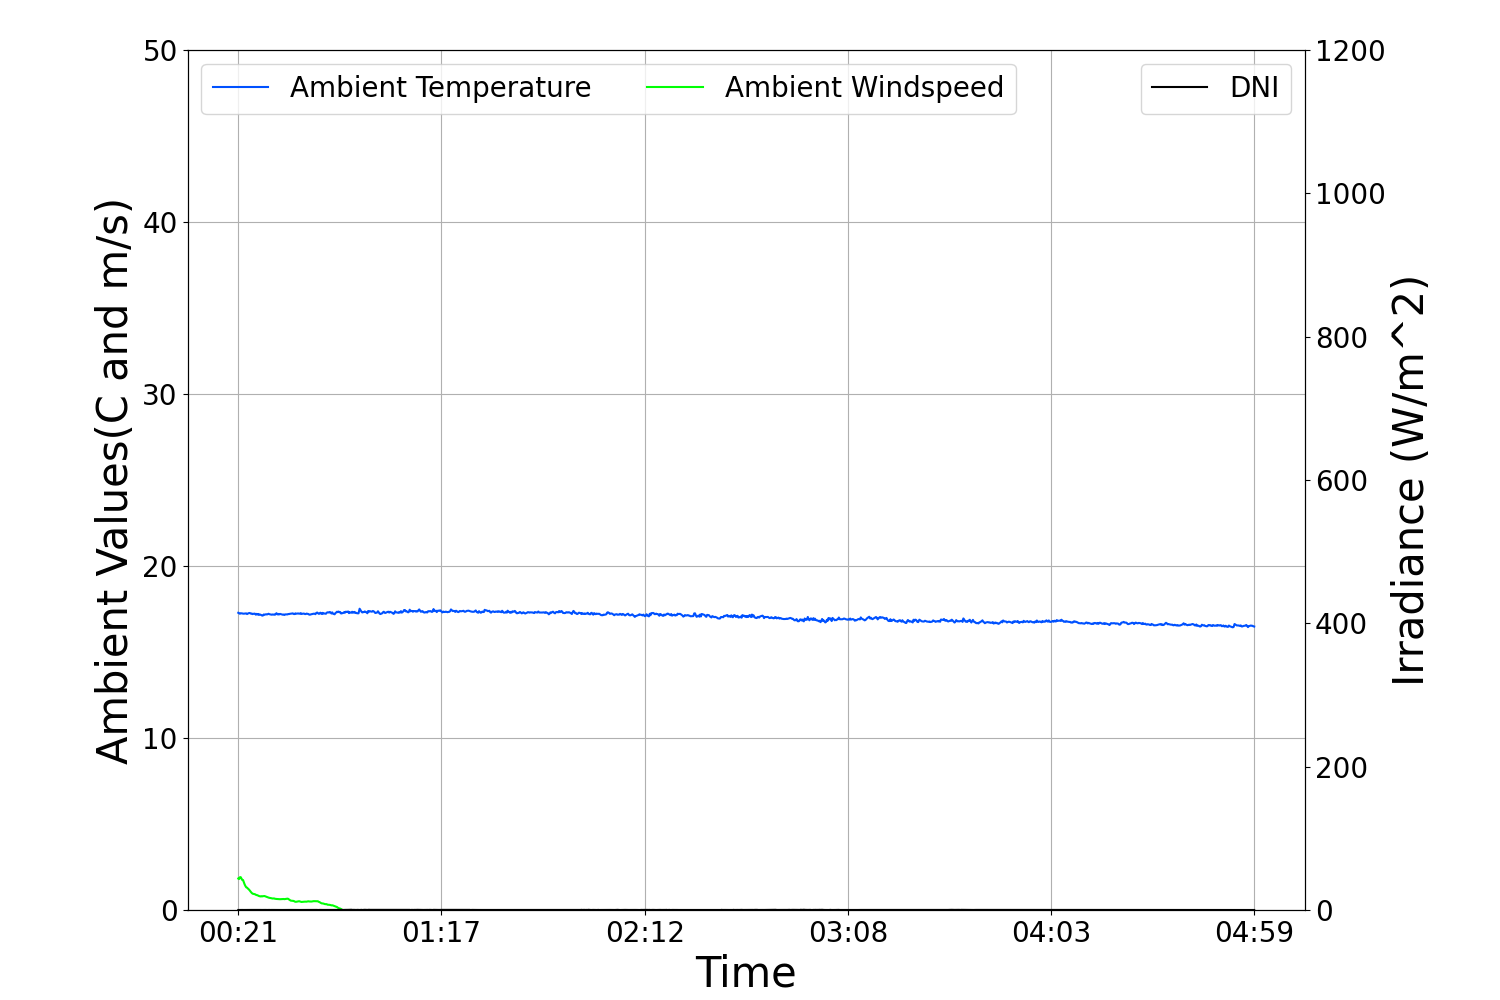 Ambient Temperature
Ambient Windspeed
DNI
Ambient Values(C and m/s)
50
40
30
20
10
0
1200
1000
800
600
400
200
0
Irradiance (W/m^2)
00:21 01:17 02:12 03:08 04:03 04:59
Time